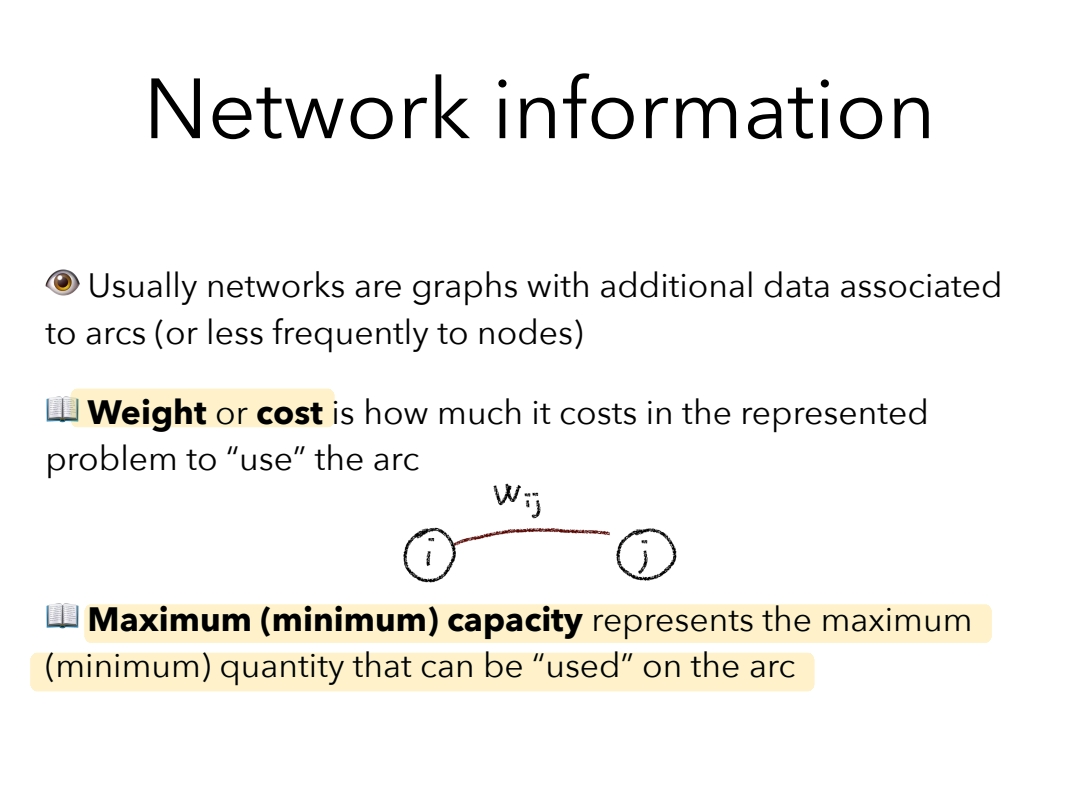 Network information
👁️ Usually networks are graphs with additional data associated
to arcs (or less frequently to nodes)
📖 Weight or cost is how much it costs in the represented
problem to “use” the arc
Wij
i j
📖 Maximum (minimum) capacity represents the maximum
(minimum) quantity that can be “used” on the arc